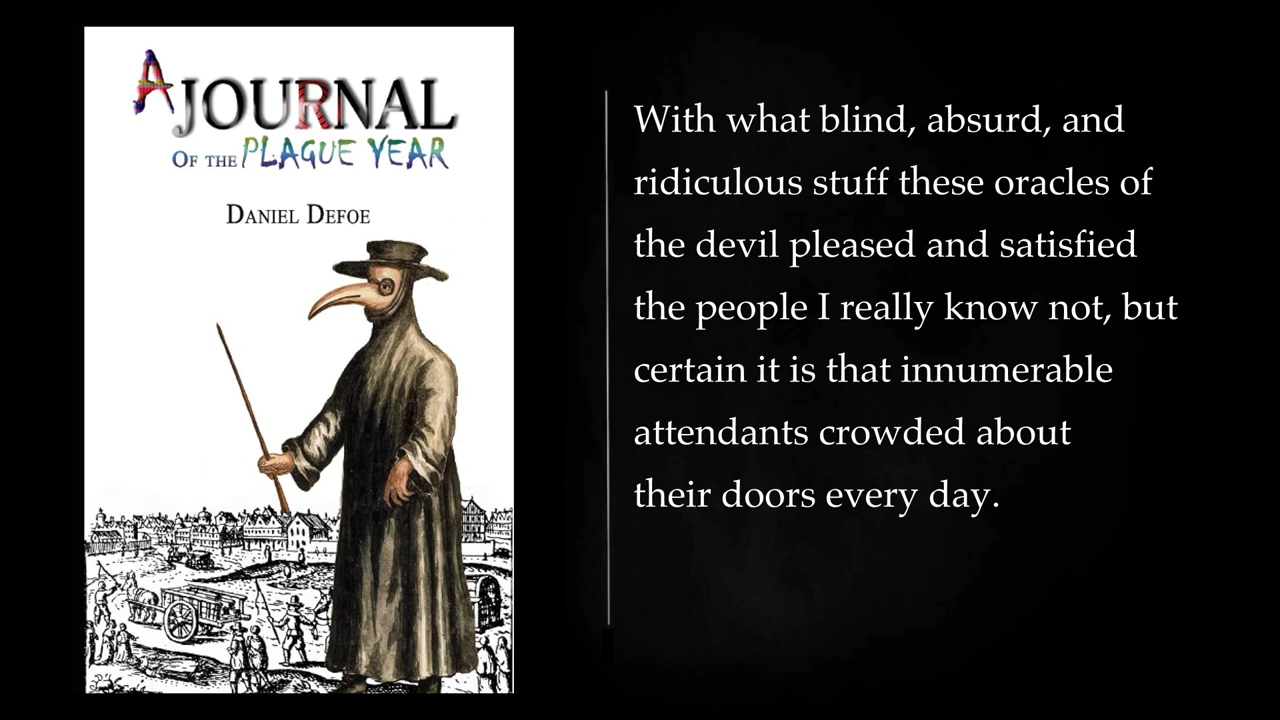 A JOURNAL
OF THE PLAGUE YEAR
DANIEL DEFOE
With what blind, absurd, and
ridiculous stuff these oracles of
the devil pleased and satisfied
the people I really know not, but
certain it is that innumerable
attendants crowded about
their doors every day.